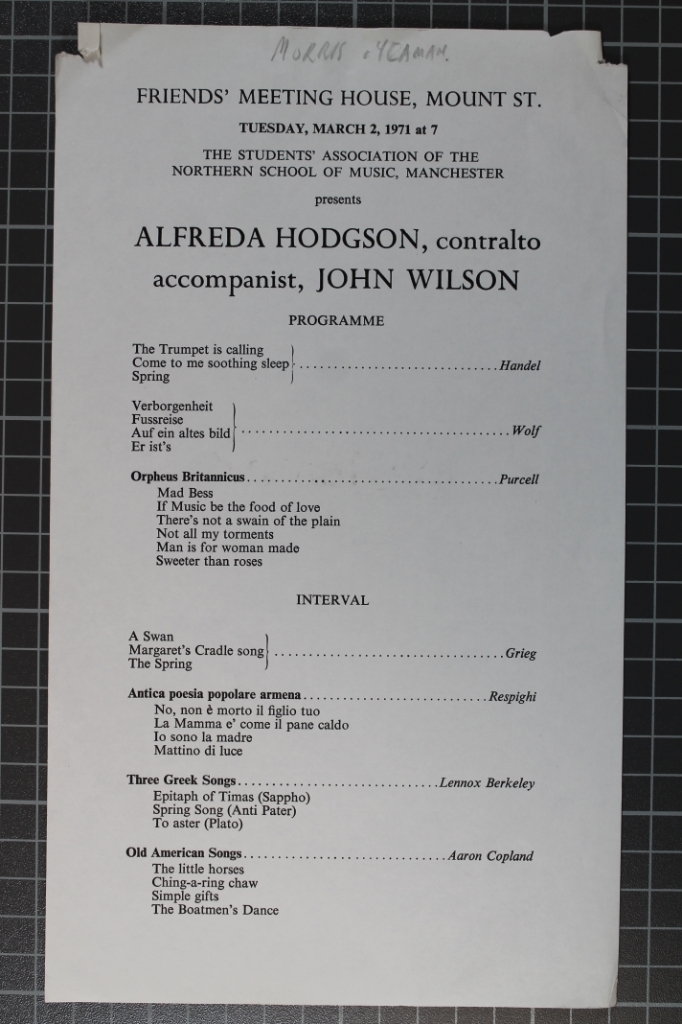 MORRIS & YEAMAN.
FRIENDS' MEETING HOUSE, MOUNT ST.
TUESDAY, MARCH 2, 1971 at 7
THE STUDENTS' ASSOCIATION OF THE
NORTHERN SCHOOL OF MUSIC, MANCHESTER
presents
ALFREDA HODGSON, contralto
accompanist, JOHN WILSON
PROGRAMME
The Trumpet is calling
Come to me soothing sleep ............................. Handel
Spring
Verborgenheit
Fussreise
Auf ein altes bild ....................................... Wolf
Er ist's
Orpheus Britannicus ..................................... Purcell
Mad Bess
If Music be the food of love
There's not a swain of the plain
Not all my torments
Man is for woman made
Sweeter than roses
INTERVAL
A Swan
Margaret's Cradle song .................................. Grieg
The Spring
Antica poesia popolare armena ........................... Respighi
No, non è morto il figlio tuo
La Mamma e' come il pane caldo
Io sono la madre
Mattino di luce
Three Greek Songs ............................. Lennox Berkeley
Epitaph of Timas (Sappho)
Spring Song (Anti Pater)
To aster (Plato)
Old American Songs .............................. Aaron Copland
The little horses
Ching-a-ring chaw
Simple gifts
The Boatmen's Dance